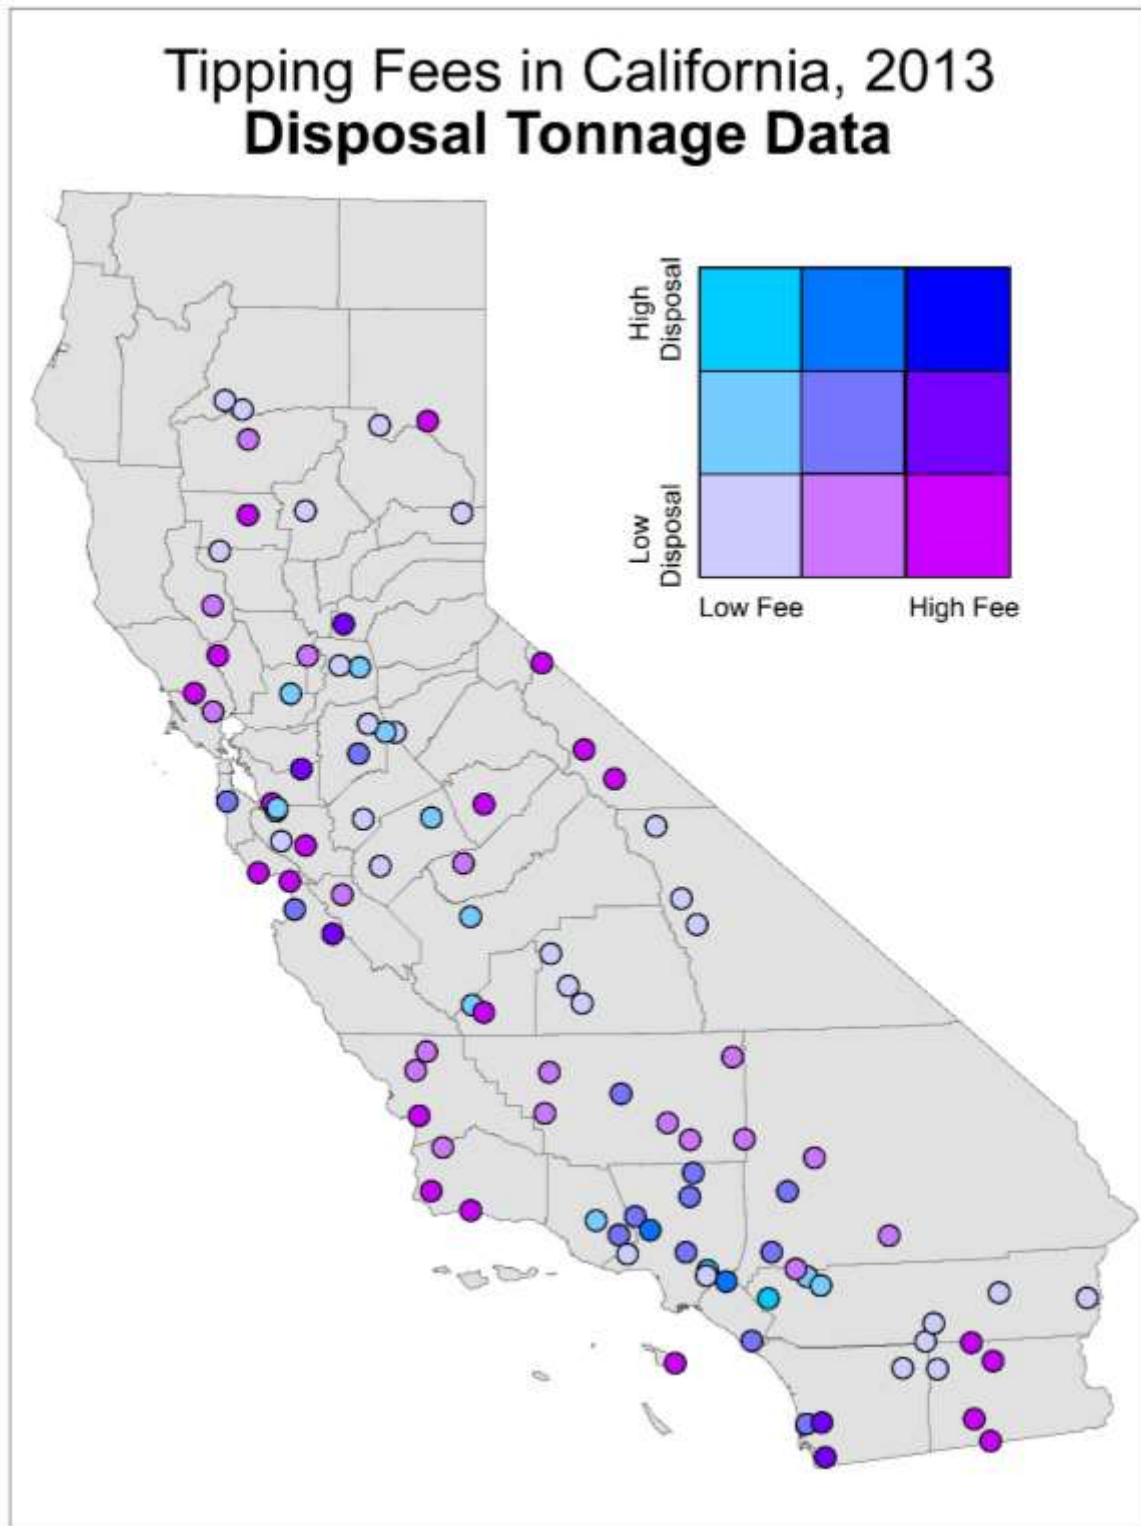 Tipping Fees in California, 2013
Disposal Tonnage Data
High
Disposal
Low
Disposal
Low Fee
High Fee